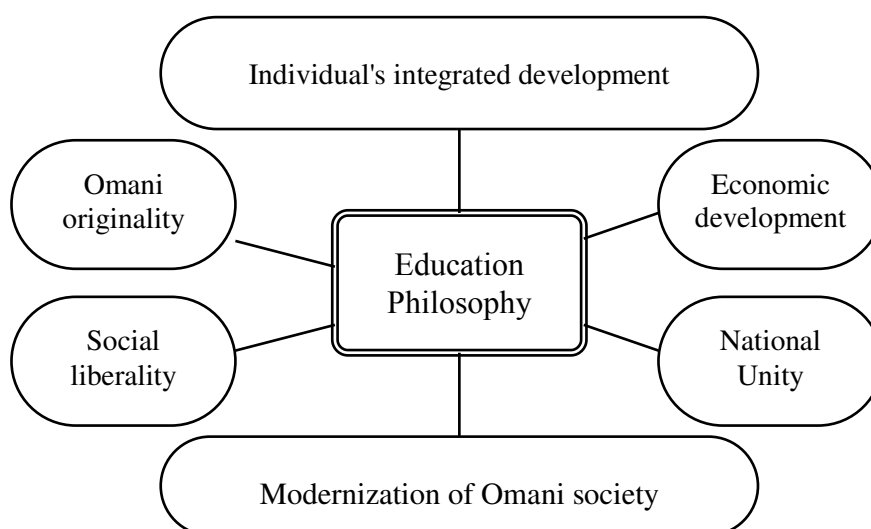 Individual's integrated development
Omani
originality
Economic
development
Education
Philosophy
Social
liberality
National
Unity
Modernization of Omani society